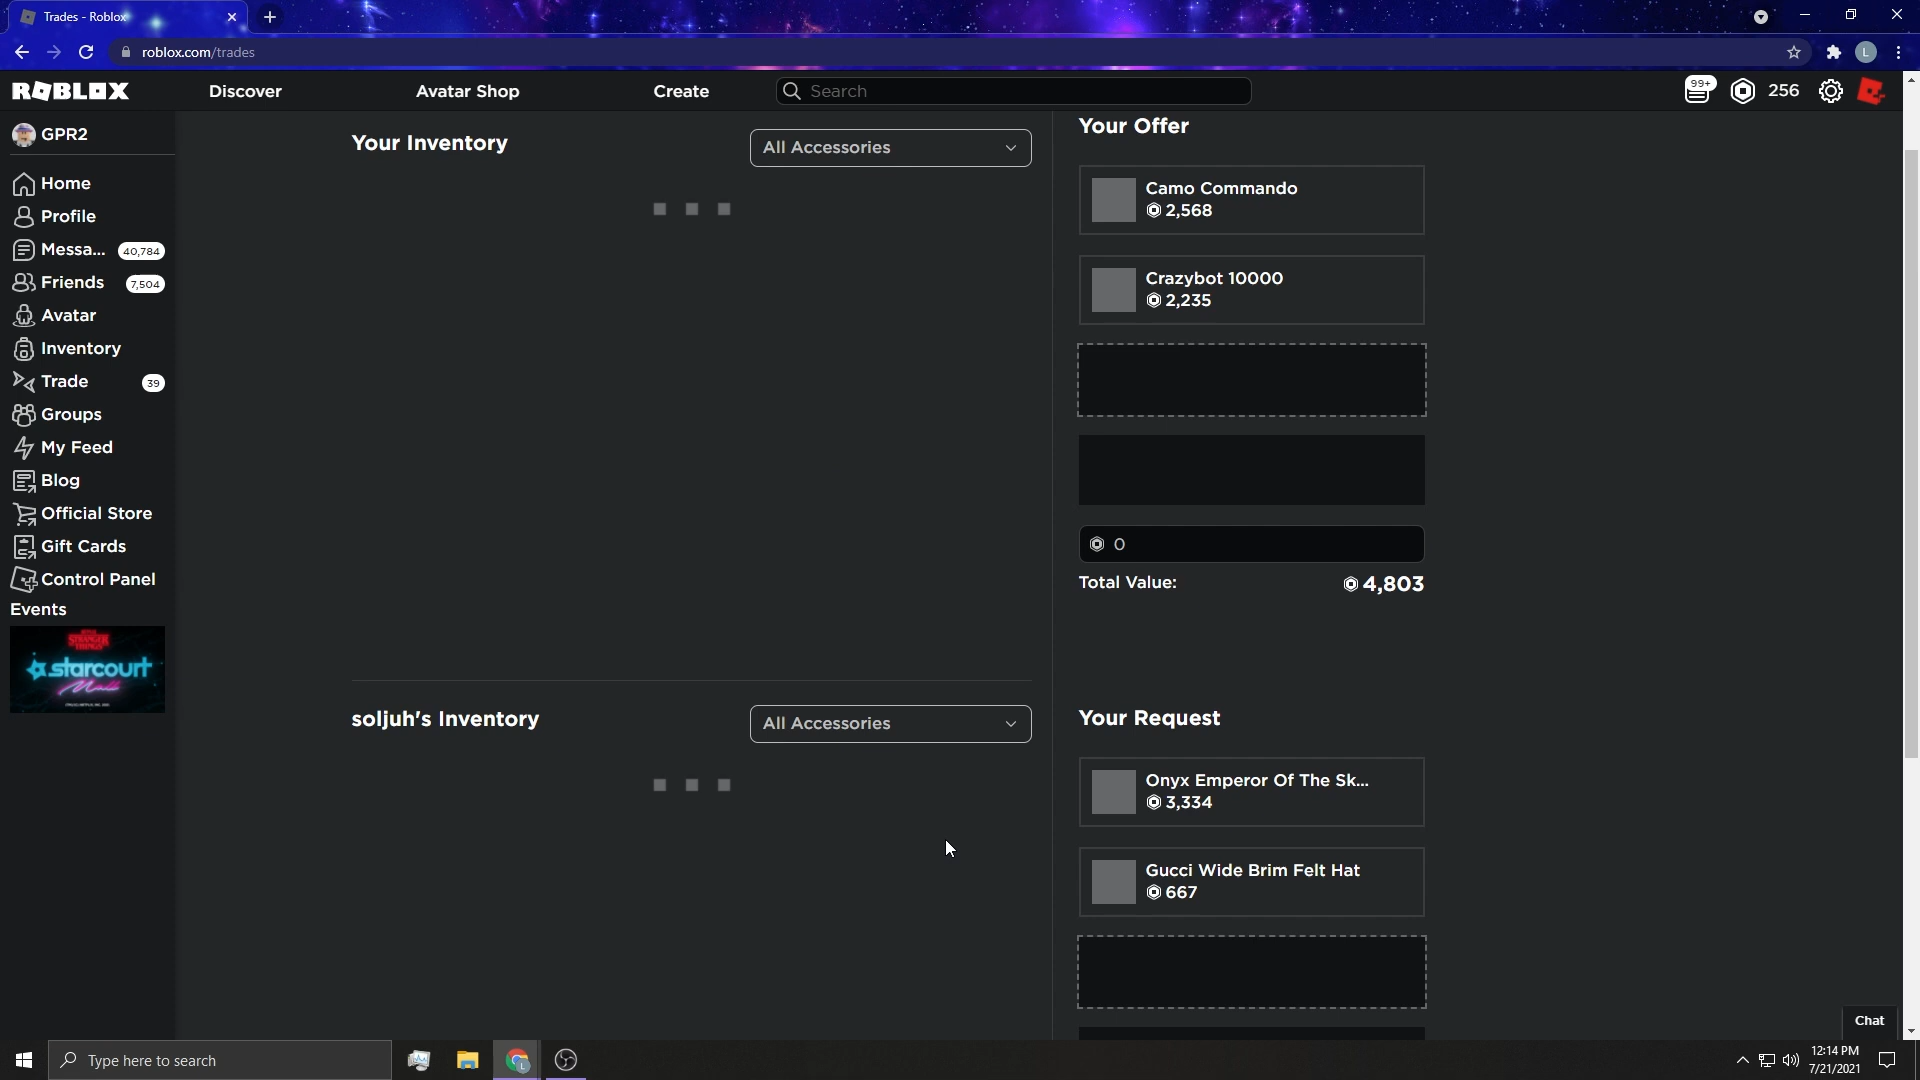 Trades - Roblox
roblox.com/trades
L
ROBLOX
Discover
Avatar Shop
Create
Search
99+
256
GPR2
Home
Profile
Messa... 40,784
Friends 7,504
Avatar
Inventory
Trade 39
Groups
My Feed
Blog
Official Store
Gift Cards
Control Panel
Events
STRANGER
THINGS
starcourt
Mall
Your Inventory
All Accessories
soljuh's Inventory
All Accessories
Your Offer
Camo Commando
2,568
Crazybot 10000
2,235
0
Total Value: 4,803
Your Request
Onyx Emperor Of The Sk...
3,334
Gucci Wide Brim Felt Hat
667
Chat
Type here to search
L
12:14 PM
7/21/2021